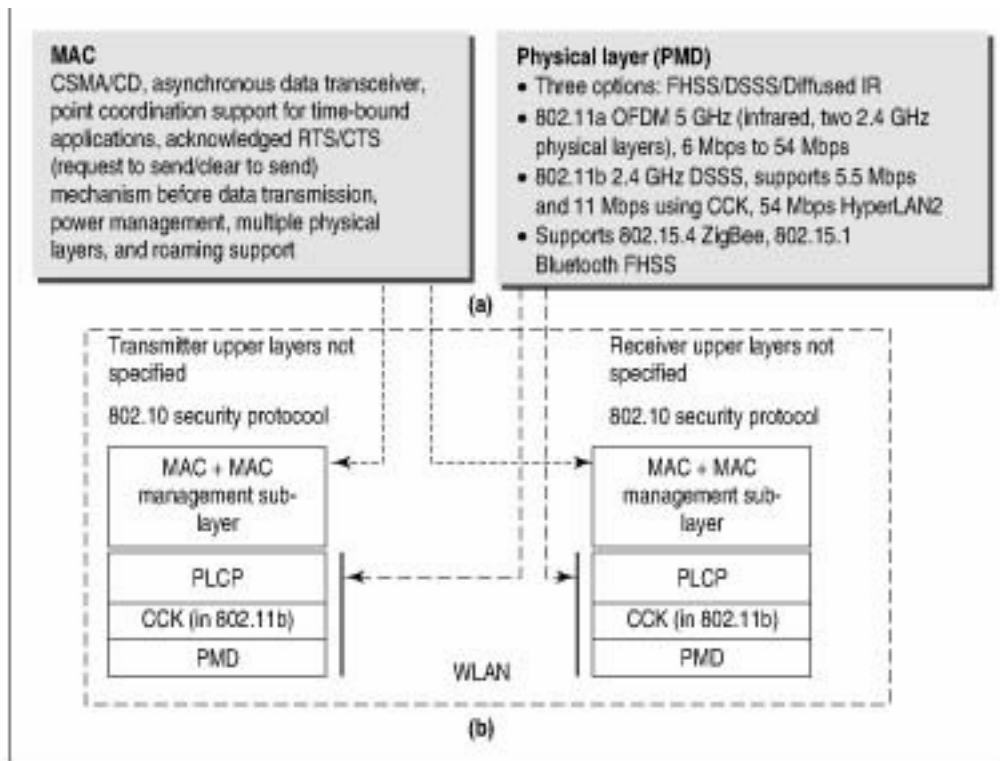 MAC
CSMA/CD, asynchronous data transceiver,
point coordination support for time-bound
applications, acknowledged RTS/CTS
(request to send/clear to send)
mechanism before data transmission,
power management, multiple physical
layers, and roaming support
Physical layer (PMD)
• Three options: FHSS/DSSS/Diffused IR
• 802.11a OFDM 5 GHz (infrared, two 2.4 GHz
physical layers), 6 Mbps to 54 Mbps
• 802.11b 2.4 GHz DSSS, supports 5.5 Mbps
and 11 Mbps using CCK, 54 Mbps HyperLAN2
• Supports 802.15.4 ZigBee, 802.15.1
Bluetooth FHSS
(a)
Transmitter upper layers not
specified
802.10 security protocool
MAC + MAC
management sub-
layer
PLCP
CCK (in 802.11b)
PMD
Receiver upper layers not
specified
802.10 security protocol
MAC + MAC
management sub-
layer
PLCP
CCK (in 802.11b)
PMD
WLAN
(b)